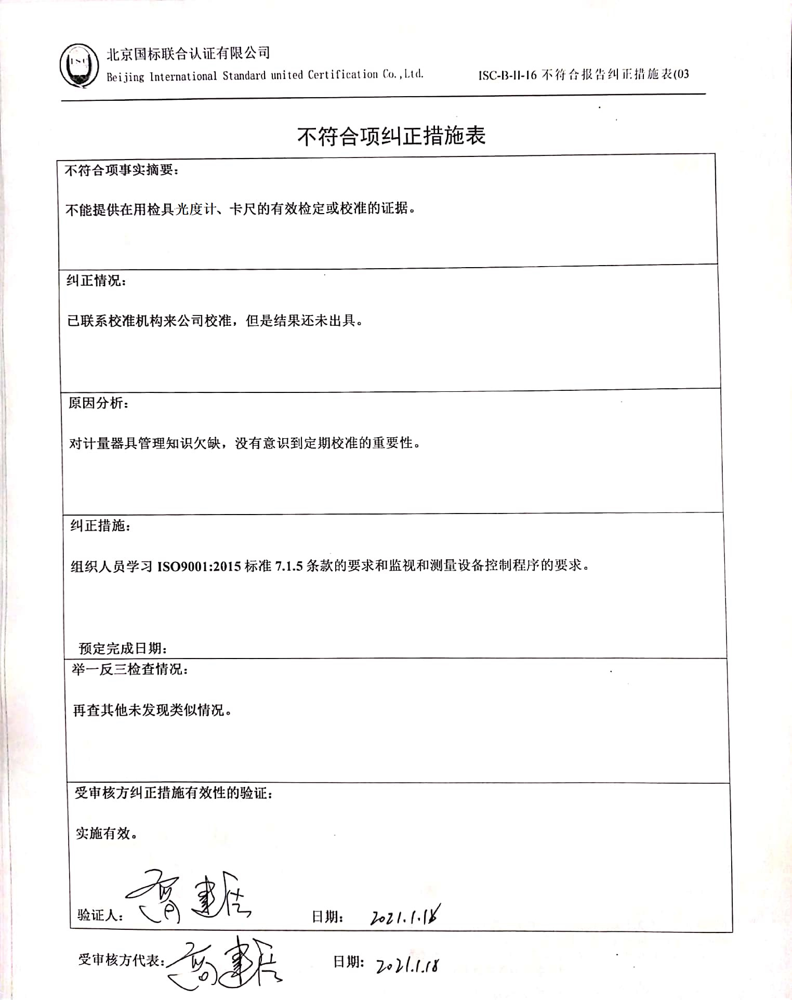 ISC
北京国标联合认证有限公司
Beijing International Standard united Certification Co.,Ltd.
ISC-B-II-16 不符合报告纠正措施表(03
不符合项纠正措施表
不符合项事实摘要：
不能提供在用检具光度计、卡尺的有效检定或校准的证据。
纠正情况：
已联系校准机构来公司校准，但是结果还未出具。
原因分析：
对计量器具管理知识欠缺，没有意识到定期校准的重要性。
纠正措施：
组织人员学习 ISO9001:2015 标准 7.1.5 条款的要求和监视和测量设备控制程序的要求。
预定完成日期：
举一反三检查情况：
再查其他未发现类似情况。
受审核方纠正措施有效性的验证：
实施有效。
验证人： 日期： 2021.1.18
受审核方代表： 日期： 2021.1.18